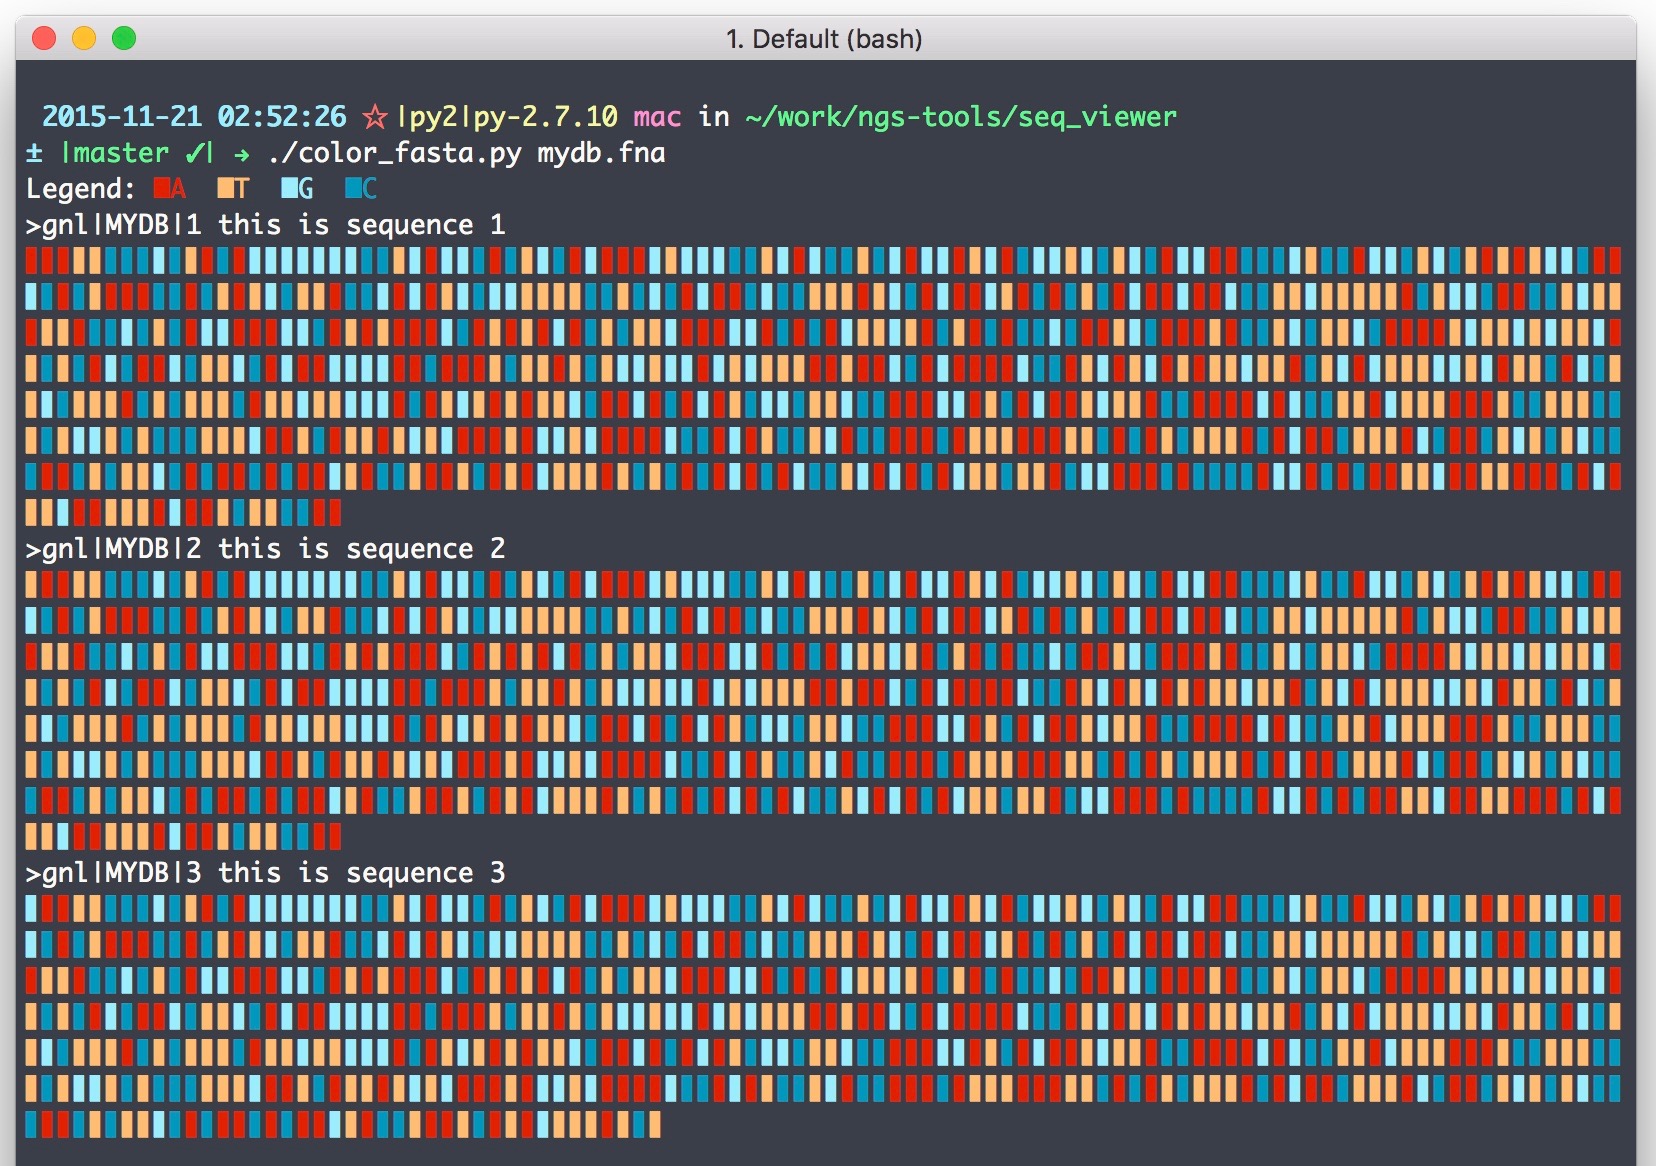 1. Default (bash)
2015-11-21 02:52:26 ☆ |py2|py-2.7.10 mac in ~/work/ngs-tools/seq_viewer
± |master ✓| → ./color_fasta.py mydb.fna
Legend: ■A ■T ■G ■C
>gnl|MYDB|1 this is sequence 1
>gnl|MYDB|2 this is sequence 2
>gnl|MYDB|3 this is sequence 3